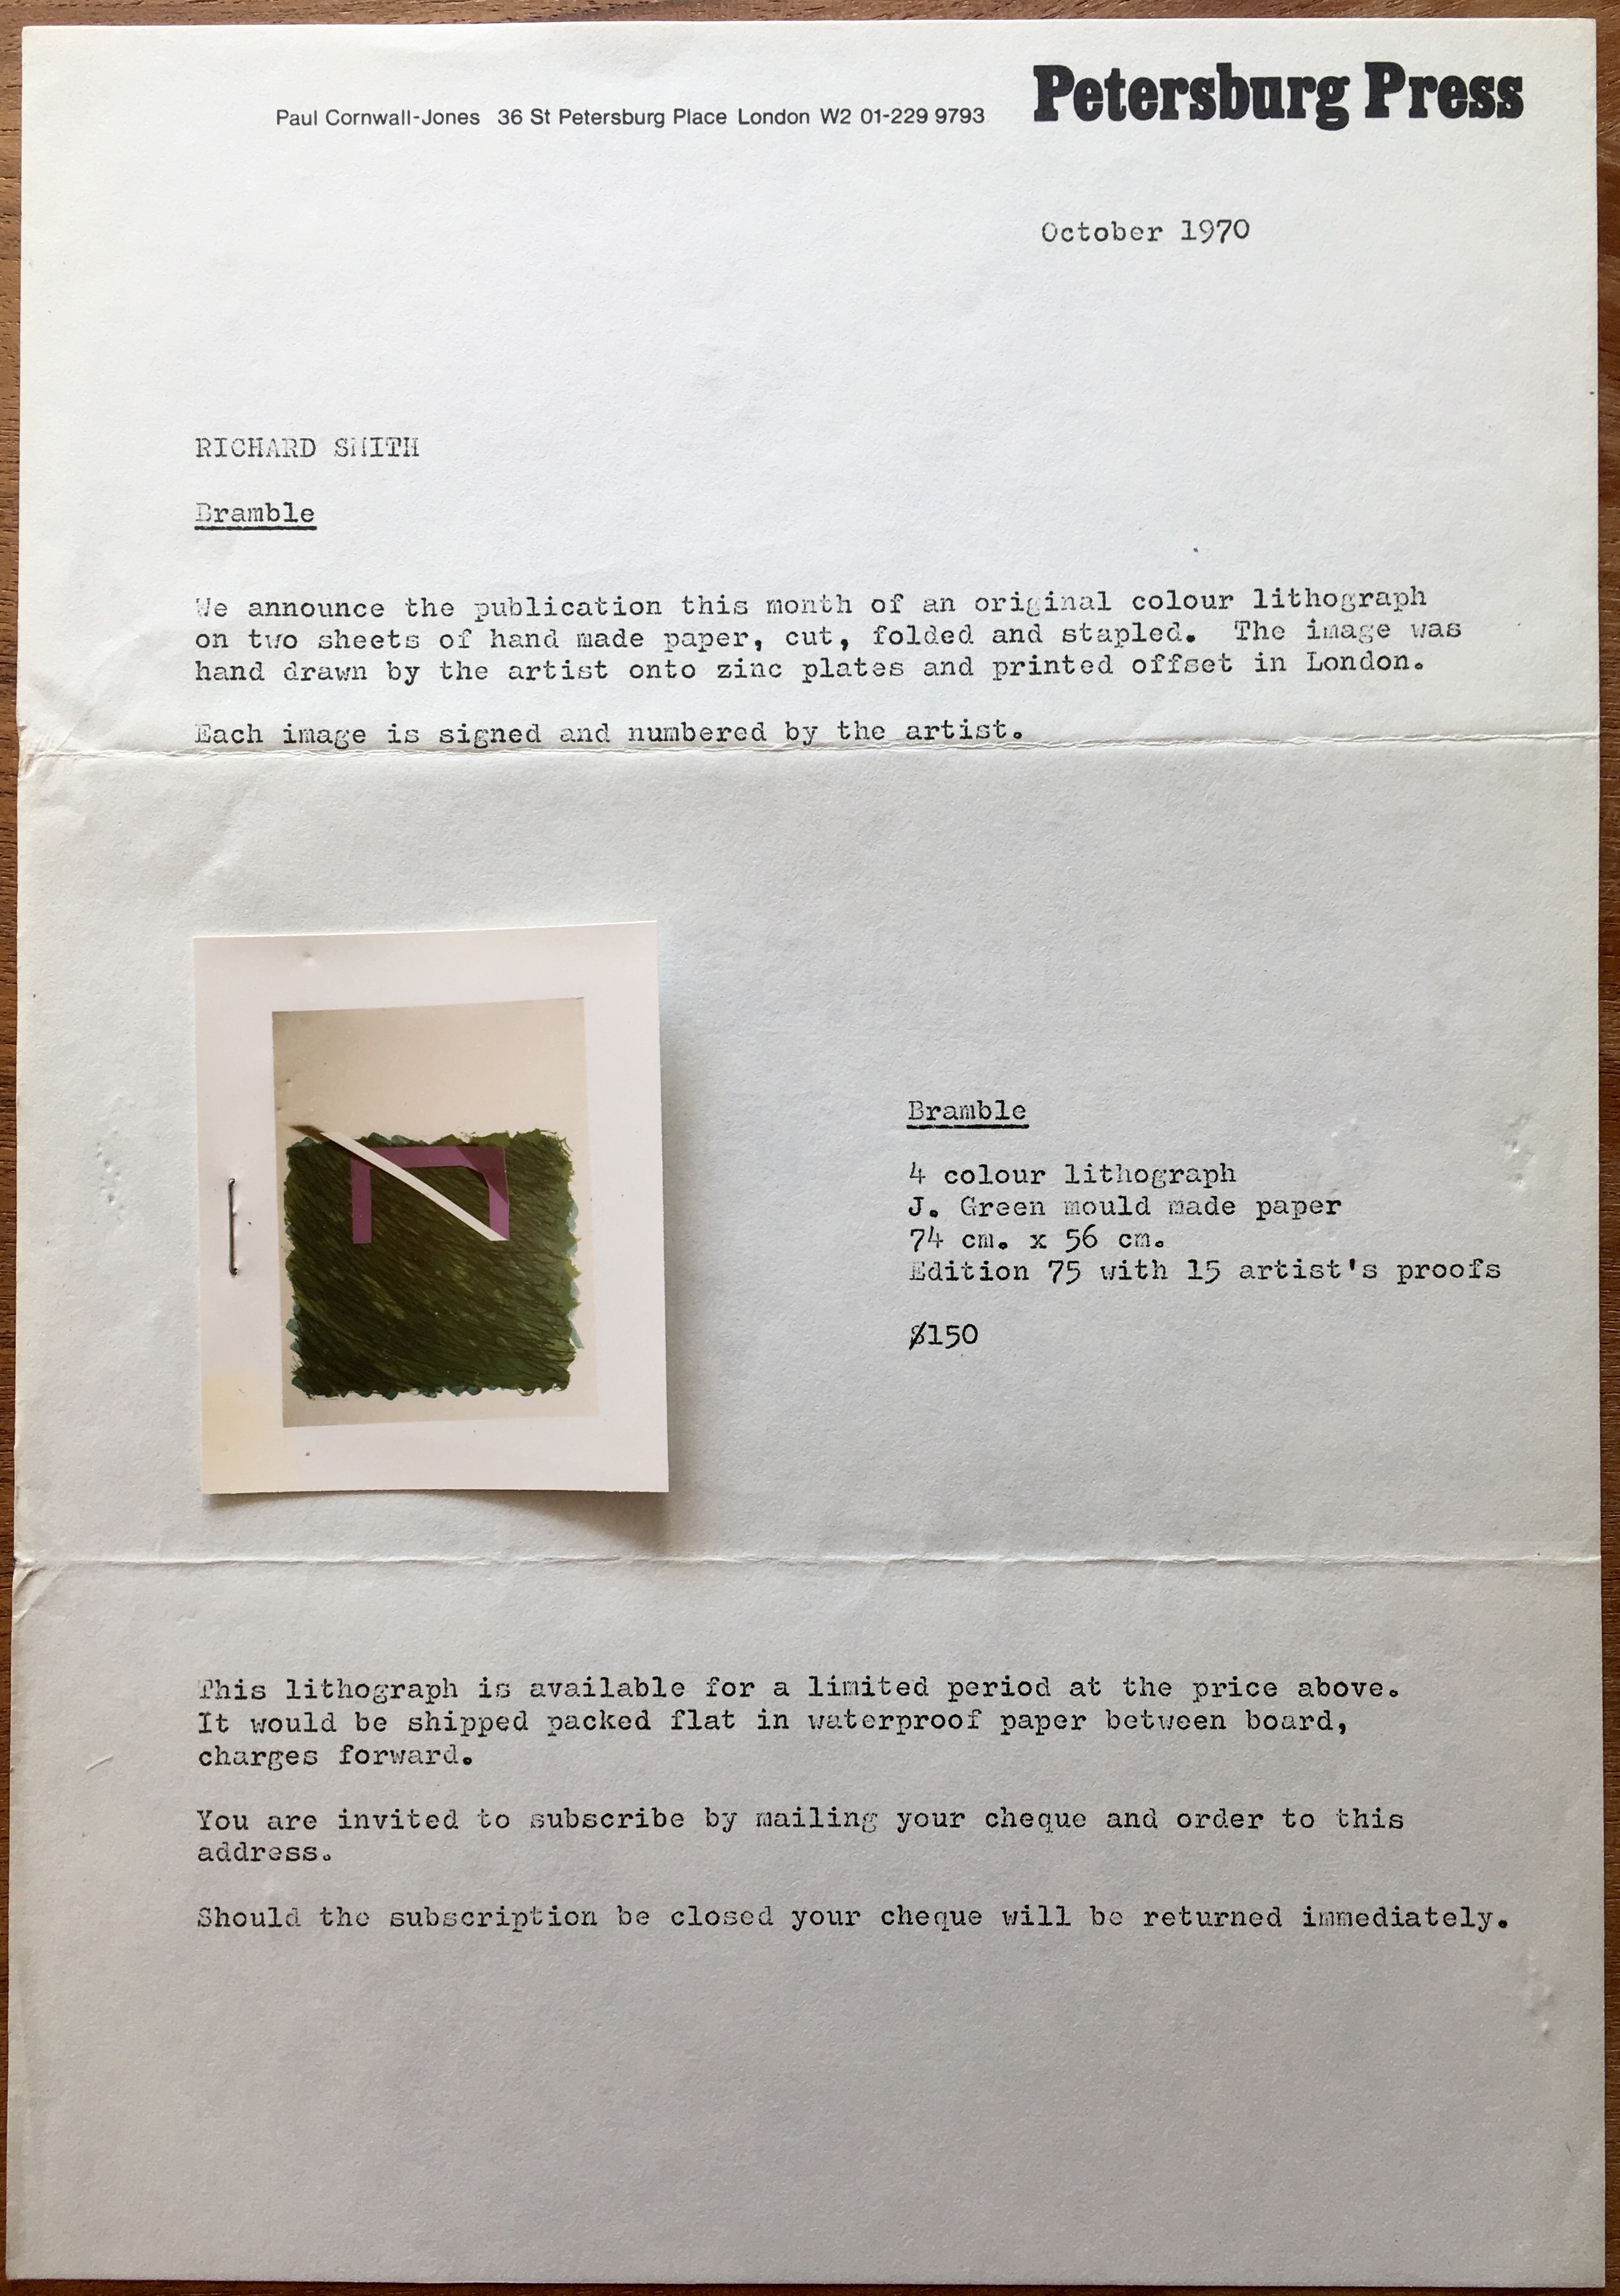 Paul Cornwall-Jones 36 St Petersburg Place London W2 01-229 9793 Petersburg Press
October 1970
RICHARD SMITH
Bramble
We announce the publication this month of an original colour lithograph
on two sheets of hand made paper, cut, folded and stapled. The image was
hand drawn by the artist onto zinc plates and printed offset in London.
Each image is signed and numbered by the artist.
Bramble
4 colour lithograph
J. Green mould made paper
74 cm. x 56 cm.
Edition 75 with 15 artist's proofs
$150
This lithograph is available for a limited period at the price above.
It would be shipped packed flat in waterproof paper between board,
charges forward.
You are invited to subscribe by mailing your cheque and order to this
address.
Should the subscription be closed your cheque will be returned immediately.